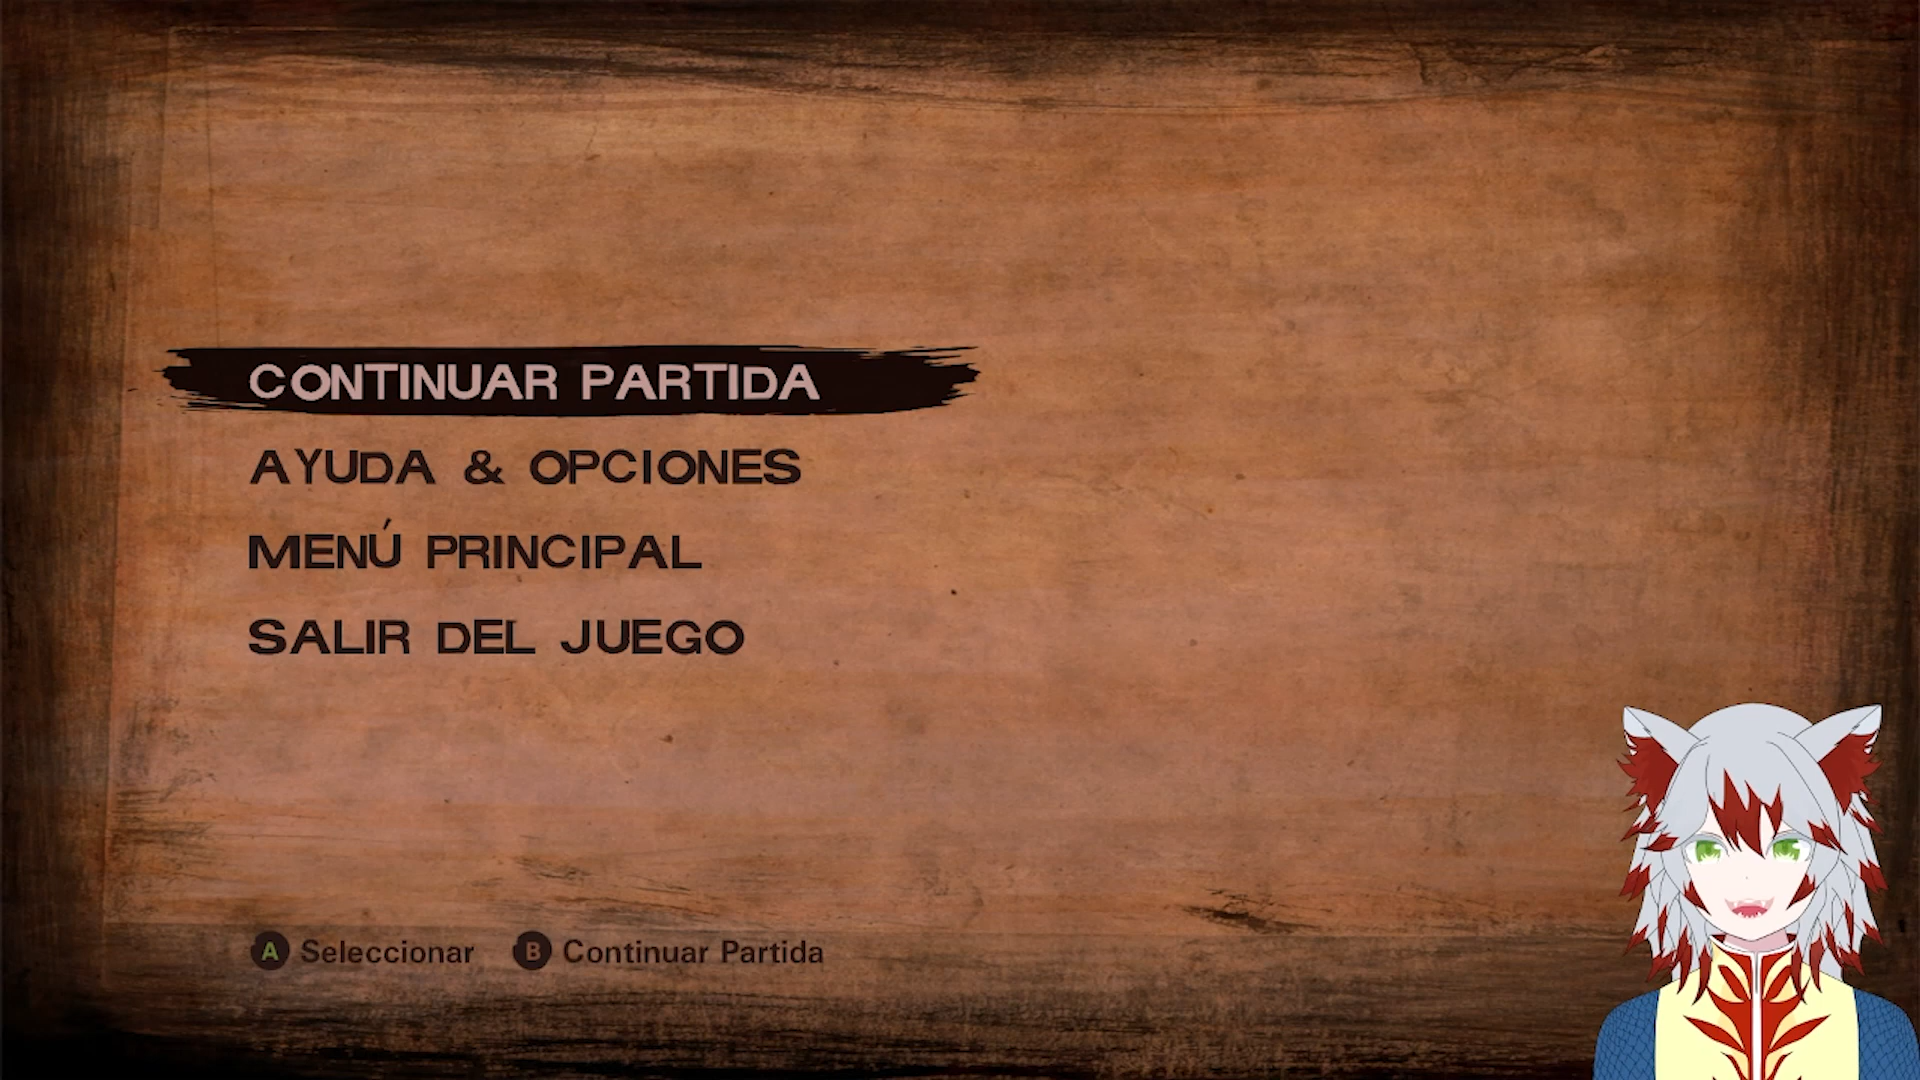 CONTINUAR PARTIDA
AYUDA & OPCIONES
MENÚ PRINCIPAL
SALIR DEL JUEGO
A Seleccionar B Continuar Partida